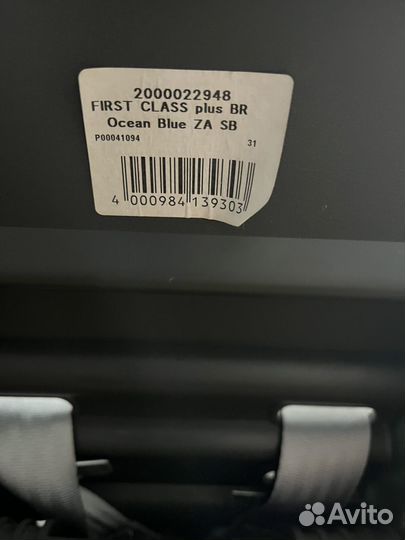 2000022948
FIRST CLASS plus BR
Ocean Blue ZA SB
P00041094 31
4 000984 139303
Avito